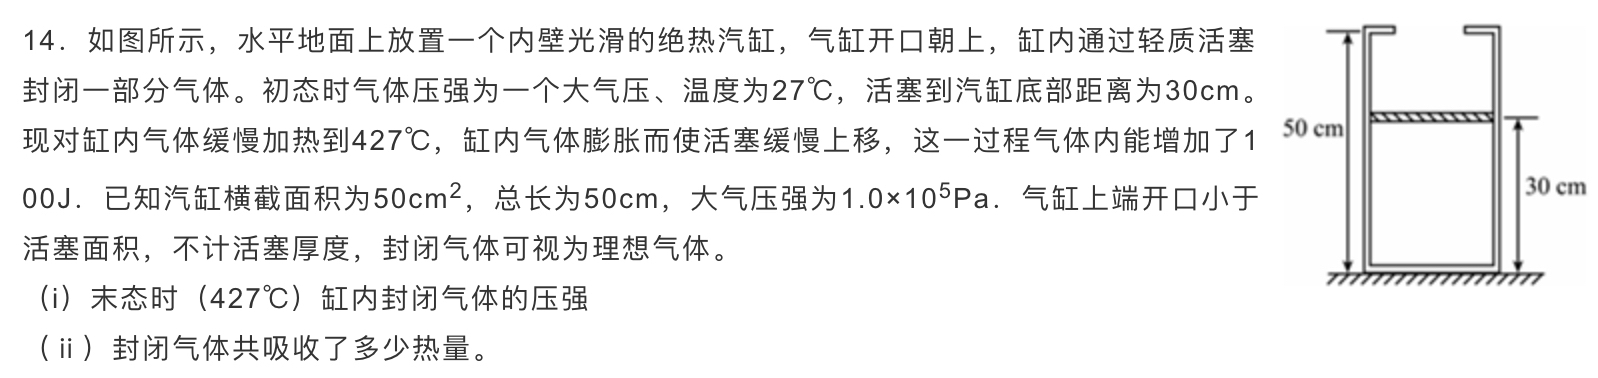 14．如图所示，水平地面上放置一个内壁光滑的绝热汽缸，气缸开口朝上，缸内通过轻质活塞
封闭一部分气体。初态时气体压强为一个大气压、温度为27℃，活塞到汽缸底部距离为30cm。
现对缸内气体缓慢加热到427℃，缸内气体膨胀而使活塞缓慢上移，这一过程气体内能增加了1
00J．已知汽缸横截面积为50cm²，总长为50cm，大气压强为1.0×10⁵Pa．气缸上端开口小于
活塞面积，不计活塞厚度，封闭气体可视为理想气体。
（i）末态时（427℃）缸内封闭气体的压强
（ii）封闭气体共吸收了多少热量。
50 cm
30 cm